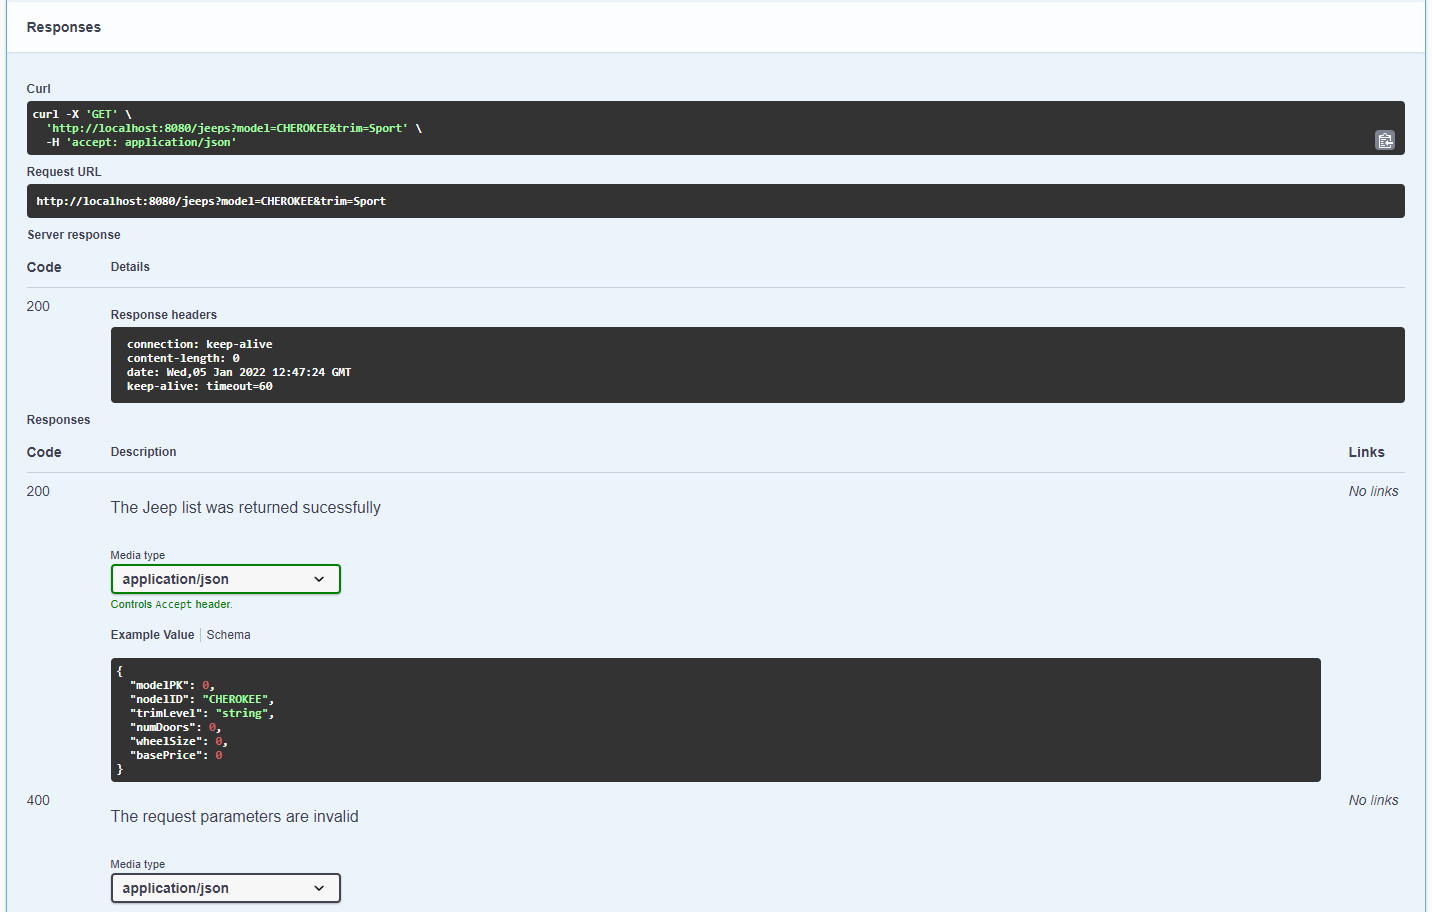 Responses
Curl
curl -X 'GET' \
  'http://localhost:8080/jeeps?model=CHEROKEE&trim=Sport' \
  -H 'accept: application/json'
Request URL
http://localhost:8080/jeeps?model=CHEROKEE&trim=Sport
Server response
Code Details
200
Response headers
connection: keep-alive
content-length: 0
date: Wed,05 Jan 2022 12:47:24 GMT
keep-alive: timeout=60
Responses
Code Description Links
200 No links
The Jeep list was returned sucessfully
Media type
application/json
Controls Accept header.
Example Value Schema
{
  "modelPK": 0,
  "nodelID": "CHEROKEE",
  "trimLevel": "string",
  "numDoors": 0,
  "wheelSize": 0,
  "basePrice": 0
}
400 No links
The request parameters are invalid
Media type
application/json